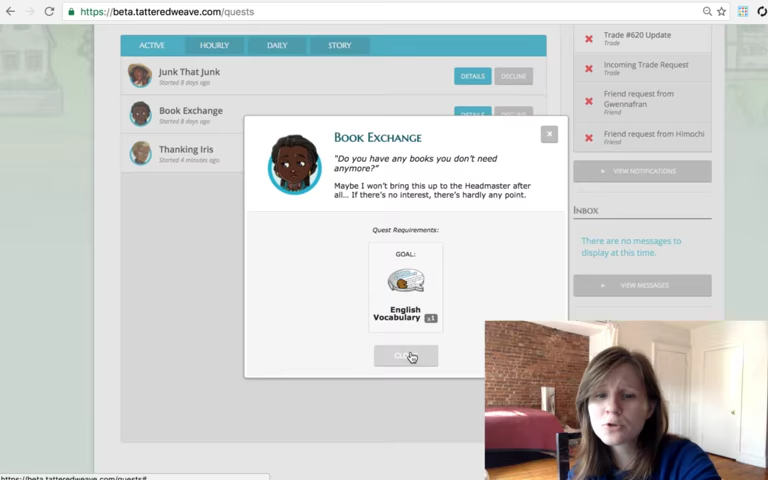 https://beta.tatteredweave.com/quests
ACTIVE
HOURLY
DAILY
STORY
Junk That Junk
Started 8 days ago
DETAILS
DECLINE
Book Exchange
Started 8 days ago
DETAILS
DECLINE
Thanking Iris
Started 4 minutes ago
BOOK EXCHANGE
x
"Do you have any books you don't need
anymore?"
Maybe I won't bring this up to the Headmaster after
all... If there's no interest, there's hardly any point.
Quest Requirements:
GOAL:
English
Vocabulary x1
Trade #620 Update
Trade
Incoming Trade Request
Trade
Friend request from
Gwennafran
Friend
Friend request from Himochi
Friend
VIEW NOTIFICATIONS
INBOX
There are no messages to
display at this time.
VIEW MESSAGES
https://beta.tatteredweave.com/quests#